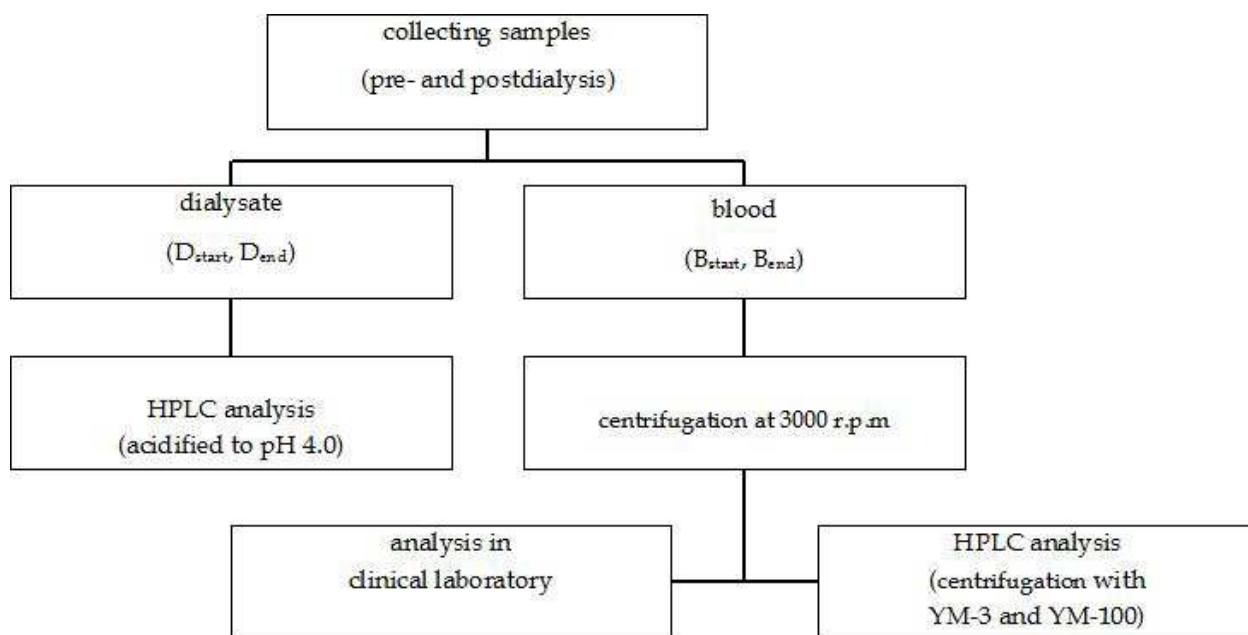 collecting samples
(pre- and postdialysis)
dialysate
(Dstart, Dend)
blood
(Bstart, Bend)
HPLC analysis
(acidified to pH 4.0)
centrifugation at 3000 r.p.m
analysis in
clinical laboratory
HPLC analysis
(centrifugation with
YM-3 and YM-100)